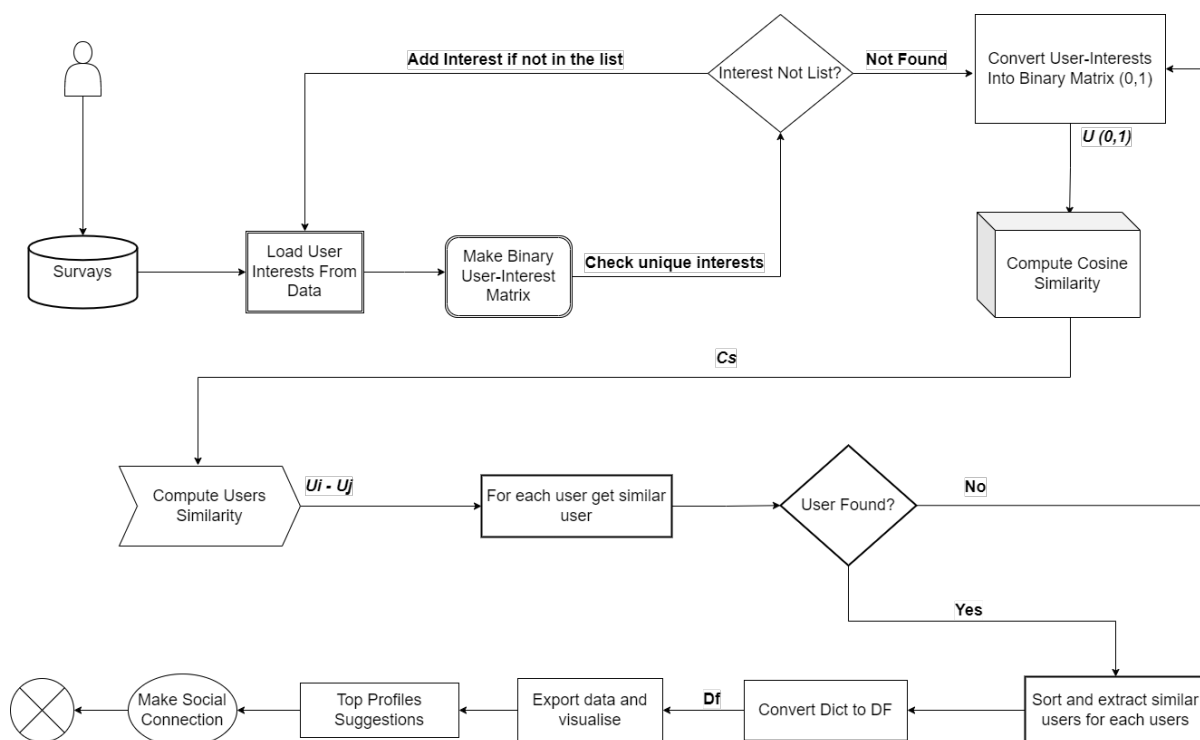 Add Interest if not in the list
Interest Not List?
Not Found
Convert User-Interests
Into Binary Matrix (0,1)
U (0,1)
Survays
Load User
Interests From
Data
Make Binary
User-Interest
Matrix
Check unique interests
Compute Cosine
Similarity
Cs
Compute Users
Similarity
Ui - Uj
For each user get similar
user
User Found?
No
Yes
Make Social
Connection
Top Profiles
Suggestions
Export data and
visualise
Df
Convert Dict to DF
Sort and extract similar
users for each users